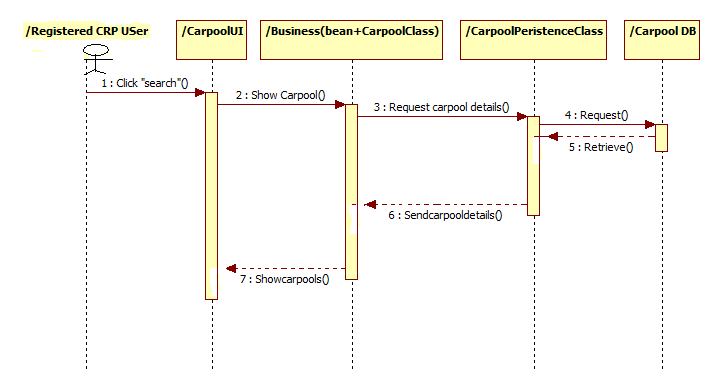 /Registered CRP USer
/CarpoolUI
/Business(bean+CarpoolClass)
/CarpoolPeristenceClass
/Carpool DB
1 : Click "search"()
2 : Show Carpool()
3 : Request carpool details()
4 : Request()
5 : Retrieve()
6 : Sendcarpooldetails()
7 : Showcarpools()